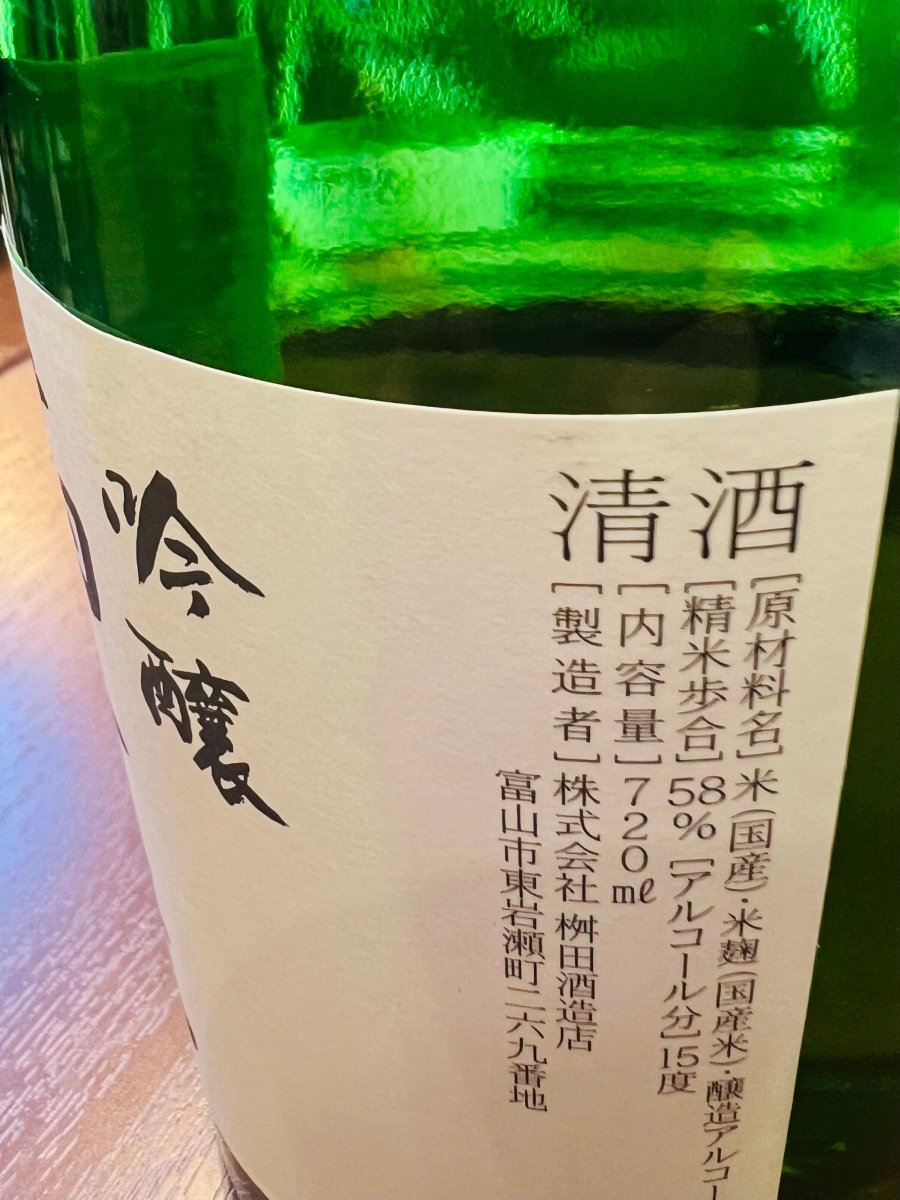 清酒
[原材料名]米(国産)・米麹(国産米)・醸造アルコー
[精米歩合]58% [アルコール分]15度
[内容量]720mℓ
[製造者]株式会社 桝田酒造店
富山市東岩瀬町二六九番地
吟醸